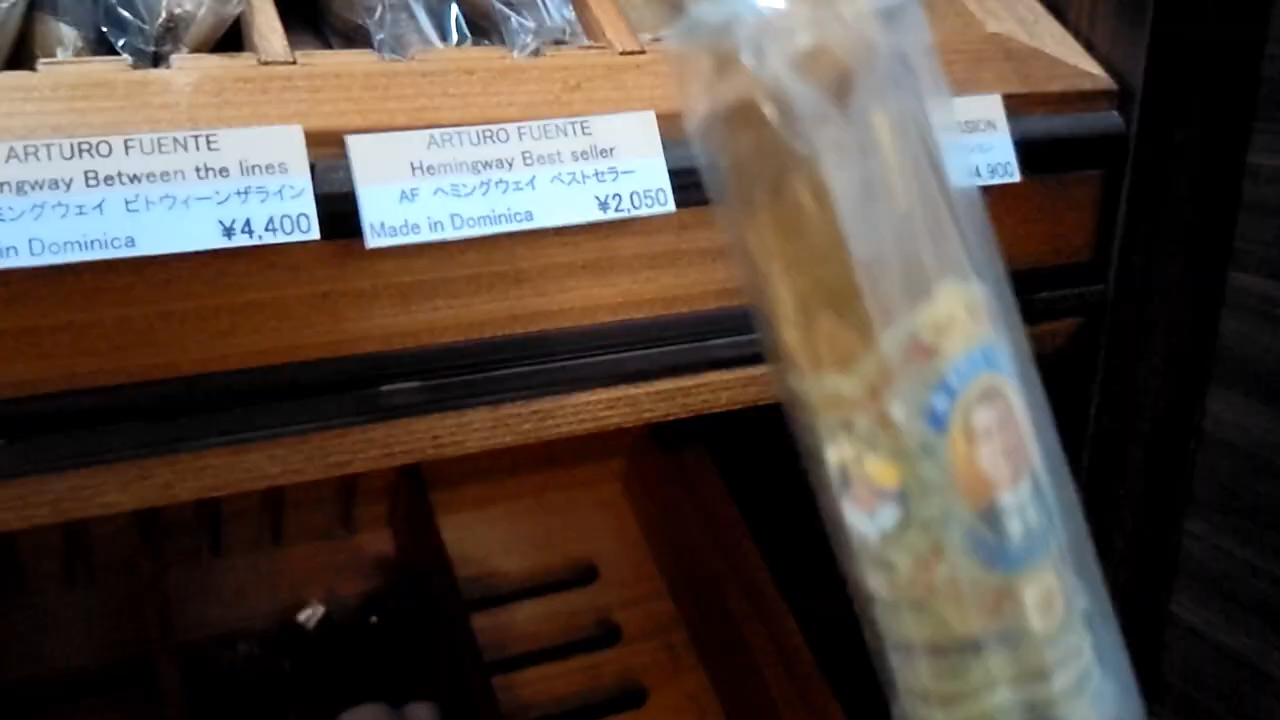 ARTURO FUENTE
ngway Between the lines
ミングウェイ ビトウィーンザライン
in Dominica ¥4,400
ARTURO FUENTE
Hemingway Best seller
AF ヘミングウェイ ベストセラー
Made in Dominica ¥2,050
SSION
4,900